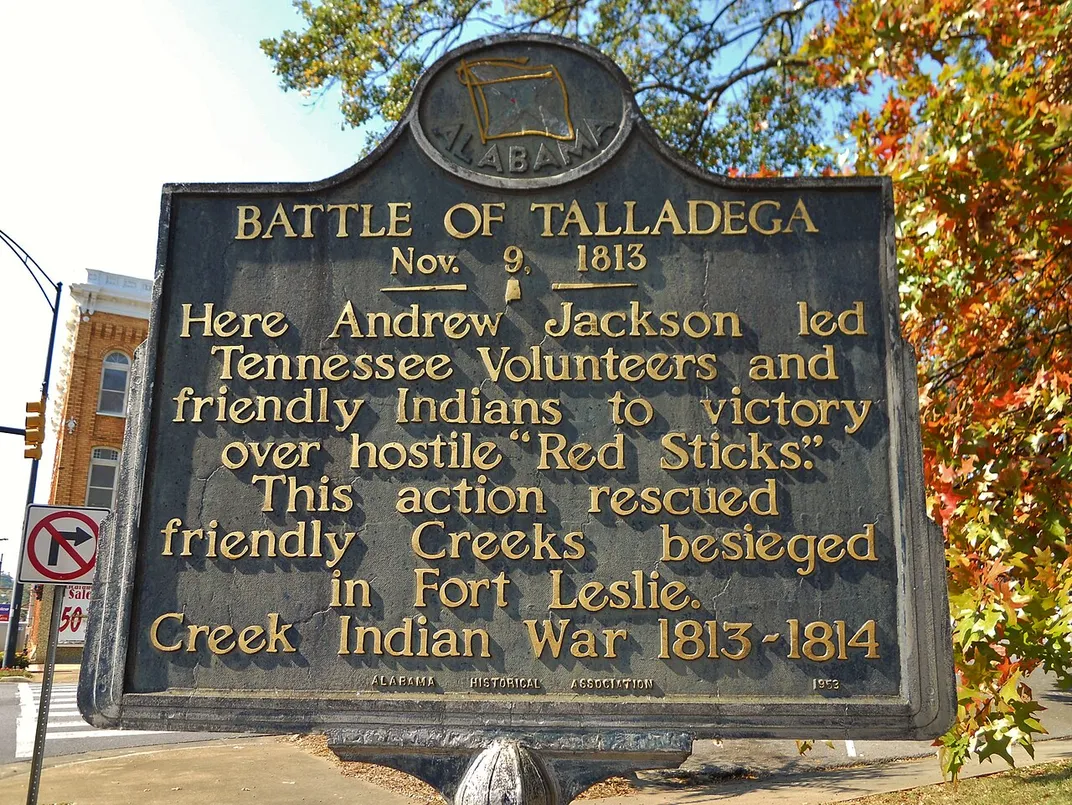 ALABAMA
BATTLE OF TALLADEGA
Nov. 9, 1813
Here Andrew Jackson led
Tennessee Volunteers and
friendly Indians to victory
over hostile "Red Sticks."
This action rescued
friendly Creeks besieged
in Fort Leslie.
Creek Indian War 1813-1814
ALABAMA HISTORICAL ASSOCIATION 1953
Sale
50